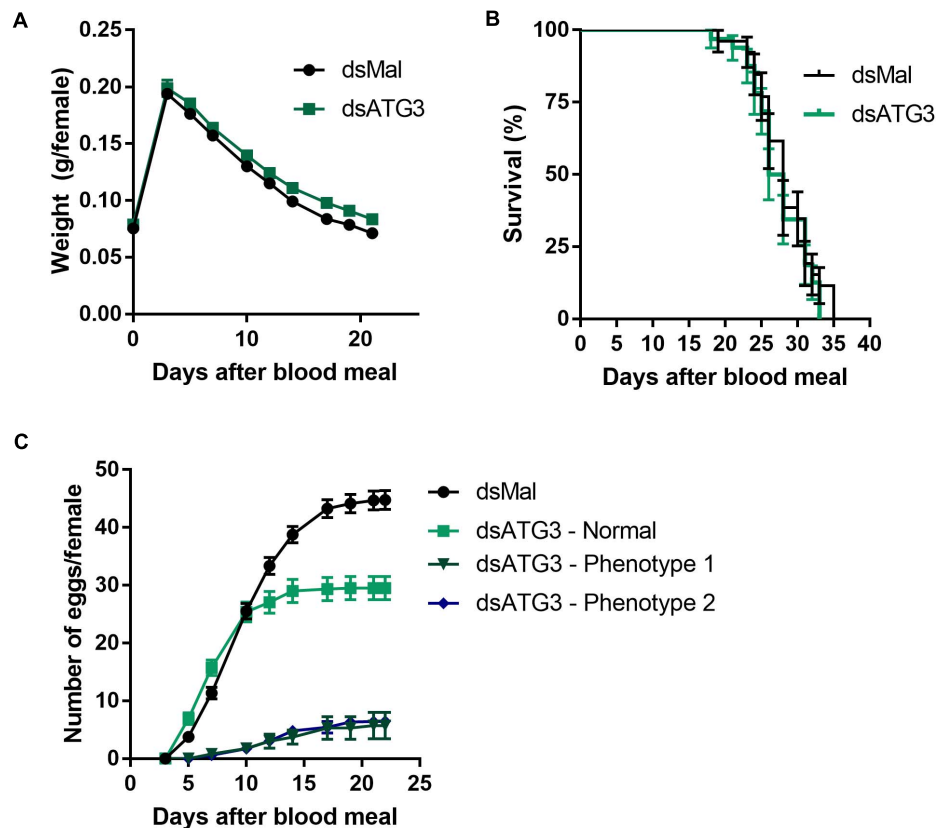 A
Weight (g/female)
0.25
0.20
0.15
0.10
0.05
0.00
0 10 20
Days after blood meal
dsMal
dsATG3
B
Survival (%)
100
75
50
25
0
0 5 10 15 20 25 30 35 40
Days after blood meal
dsMal
dsATG3
C
Number of eggs/female
50
40
30
20
10
0
0 5 10 15 20 25
Days after blood meal
dsMal
dsATG3 - Normal
dsATG3 - Phenotype 1
dsATG3 - Phenotype 2